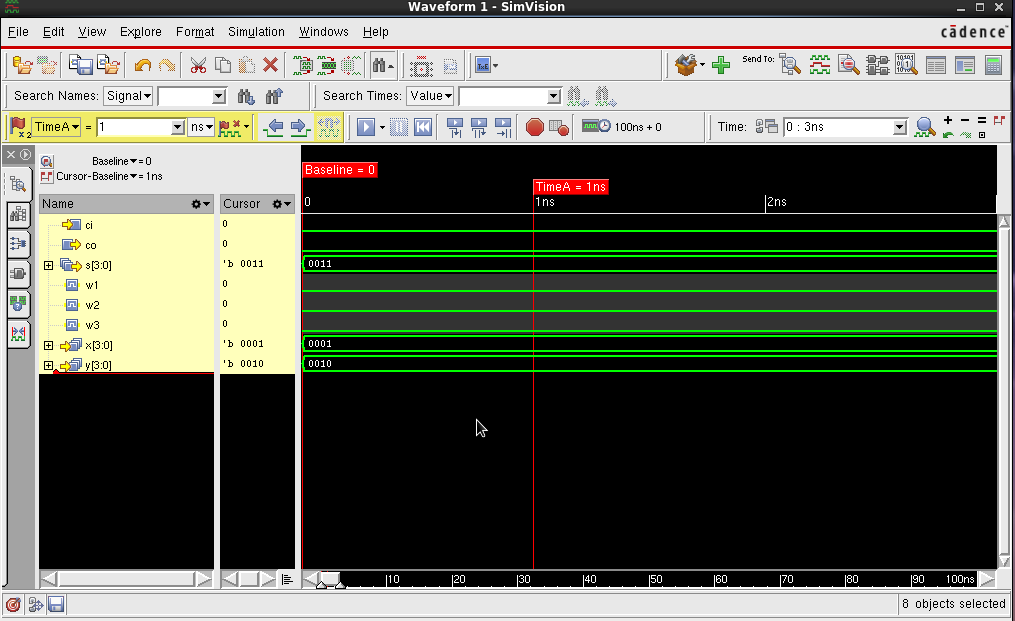 Waveform 1 - SimVision
File Edit View Explore Format Simulation Windows Help cādence
Send To:
Search Names: Signal Search Times: Value
x2 TimeA = 1 ns 100ns + 0 Time: 0 : 3ns
Baseline = 0
Cursor-Baseline = 1ns
Baseline = 0
TimeA = 1ns
Name Cursor 0 1ns 2ns
ci 0
co 0
s[3:0] 'b 0011 0011
w1 0
w2 0
w3 0
x[3:0] 'b 0001 0001
y[3:0] 'b 0010 0010
10 20 30 40 50 60 70 80 90 100ns
8 objects selected